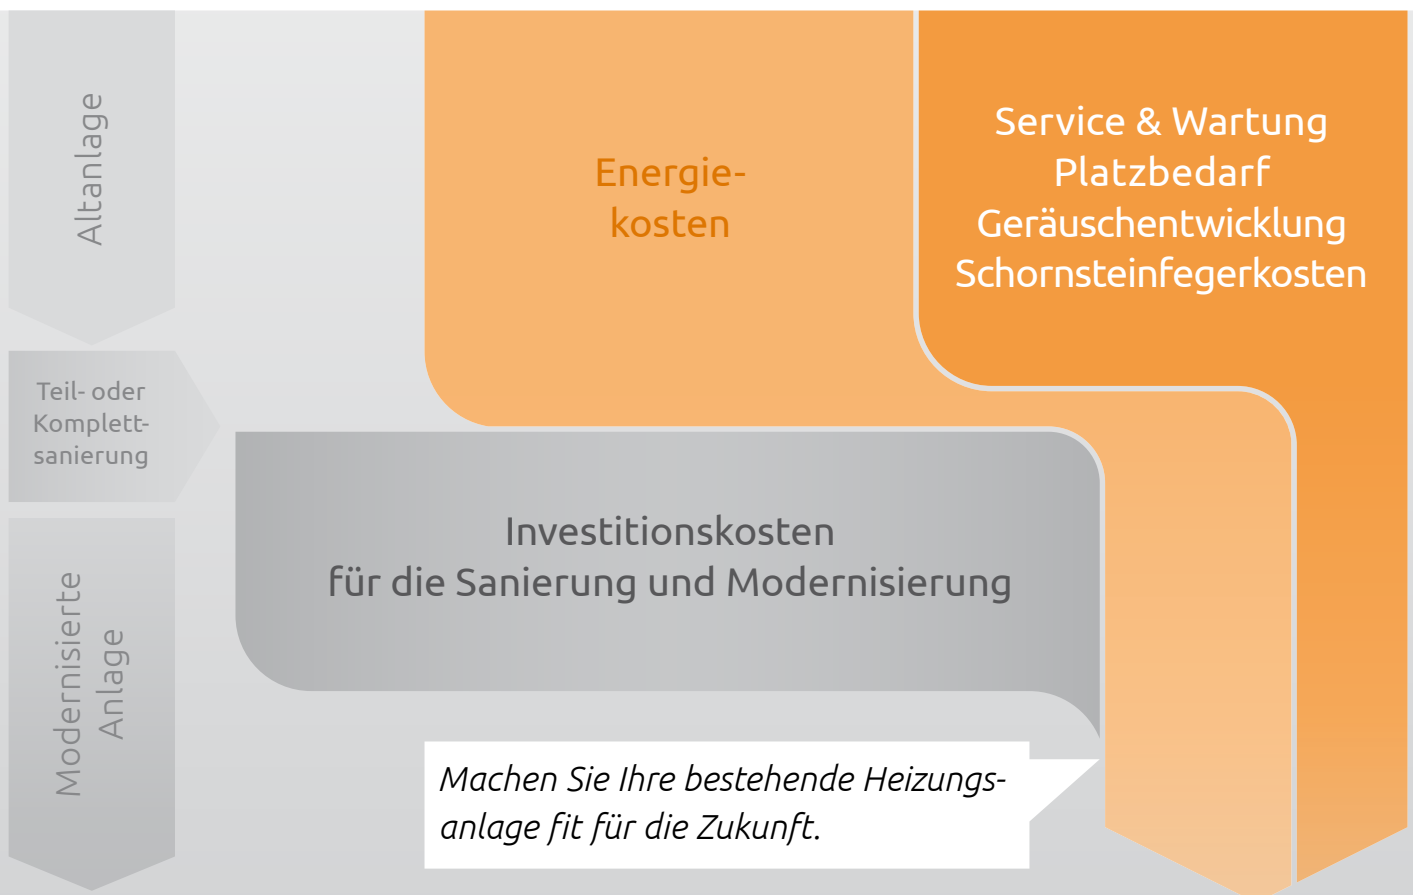 Altanlage
Energie-
kosten
Service & Wartung
Platzbedarf
Geräuschentwicklung
Schornsteinfegerkosten
Teil- oder
Komplett-
sanierung
Investitionskosten
für die Sanierung und Modernisierung
Modernisierte
Anlage
Machen Sie Ihre bestehende Heizungs-
anlage fit für die Zukunft.